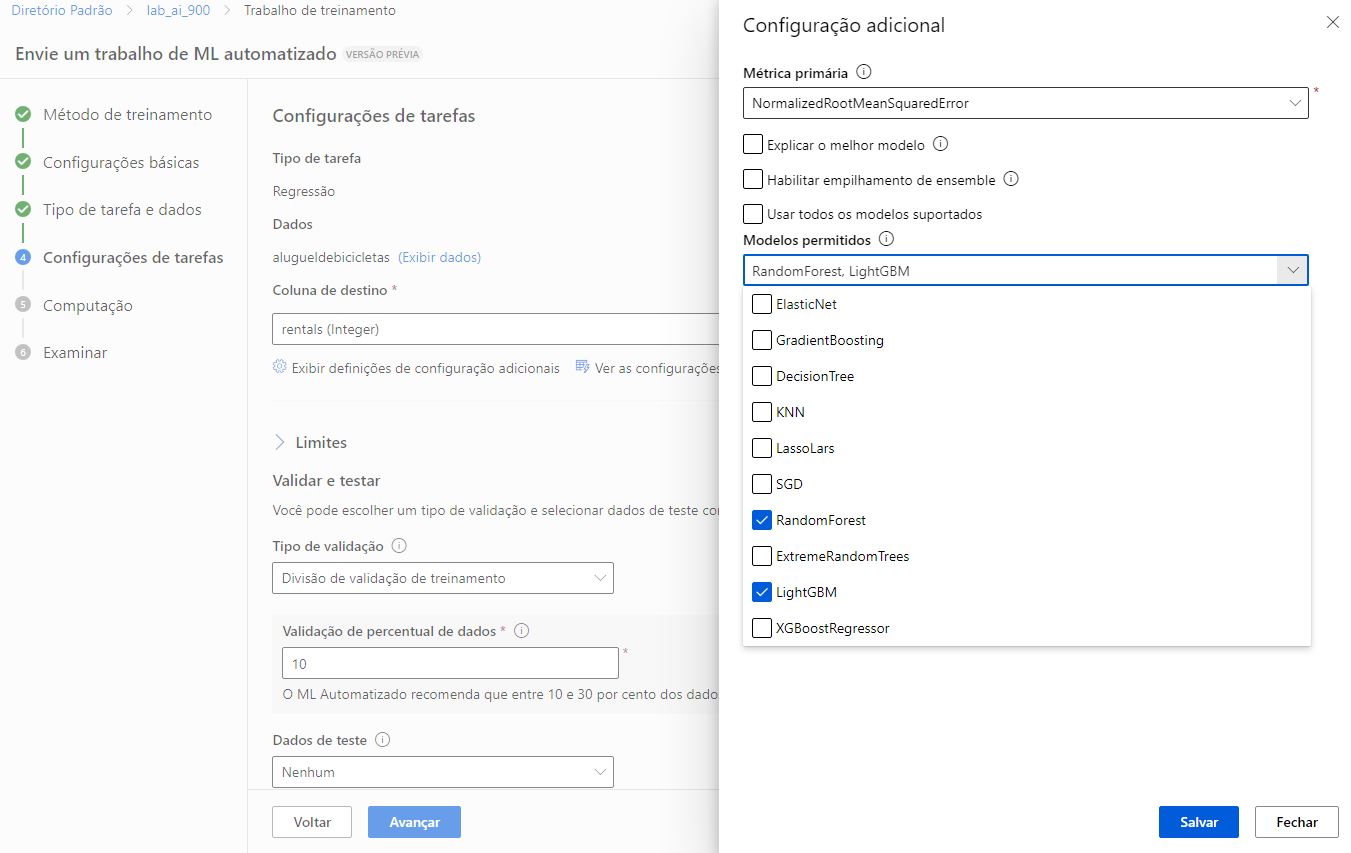 Diretório Padrão > lab_ai_900 > Trabalho de treinamento
Envie um trabalho de ML automatizado VERSÃO PRÉVIA
Método de treinamento
Configurações básicas
Tipo de tarefa e dados
4 Configurações de tarefas
5 Computação
6 Examinar
Configurações de tarefas
Tipo de tarefa
Regressão
Dados
alugueldebicicletas (Exibir dados)
Coluna de destino *
rentals (Integer)
Exibir definições de configuração adicionais Ver as configurações
Limites
Validar e testar
Você pode escolher um tipo de validação e selecionar dados de teste
Tipo de validação
Divisão de validação de treinamento
Validação de percentual de dados *
10 *
O ML Automatizado recomenda que entre 10 e 30 por cento dos dado
Dados de teste
Nenhum
Voltar Avançar
Configuração adicional
Métrica primária
NormalizedRootMeanSquaredError *
Explicar o melhor modelo
Habilitar empilhamento de ensemble
Usar todos os modelos suportados
Modelos permitidos
RandomForest, LightGBM
ElasticNet
GradientBoosting
DecisionTree
KNN
LassoLars
SGD
RandomForest
ExtremeRandomTrees
LightGBM
XGBoostRegressor
Salvar Fechar